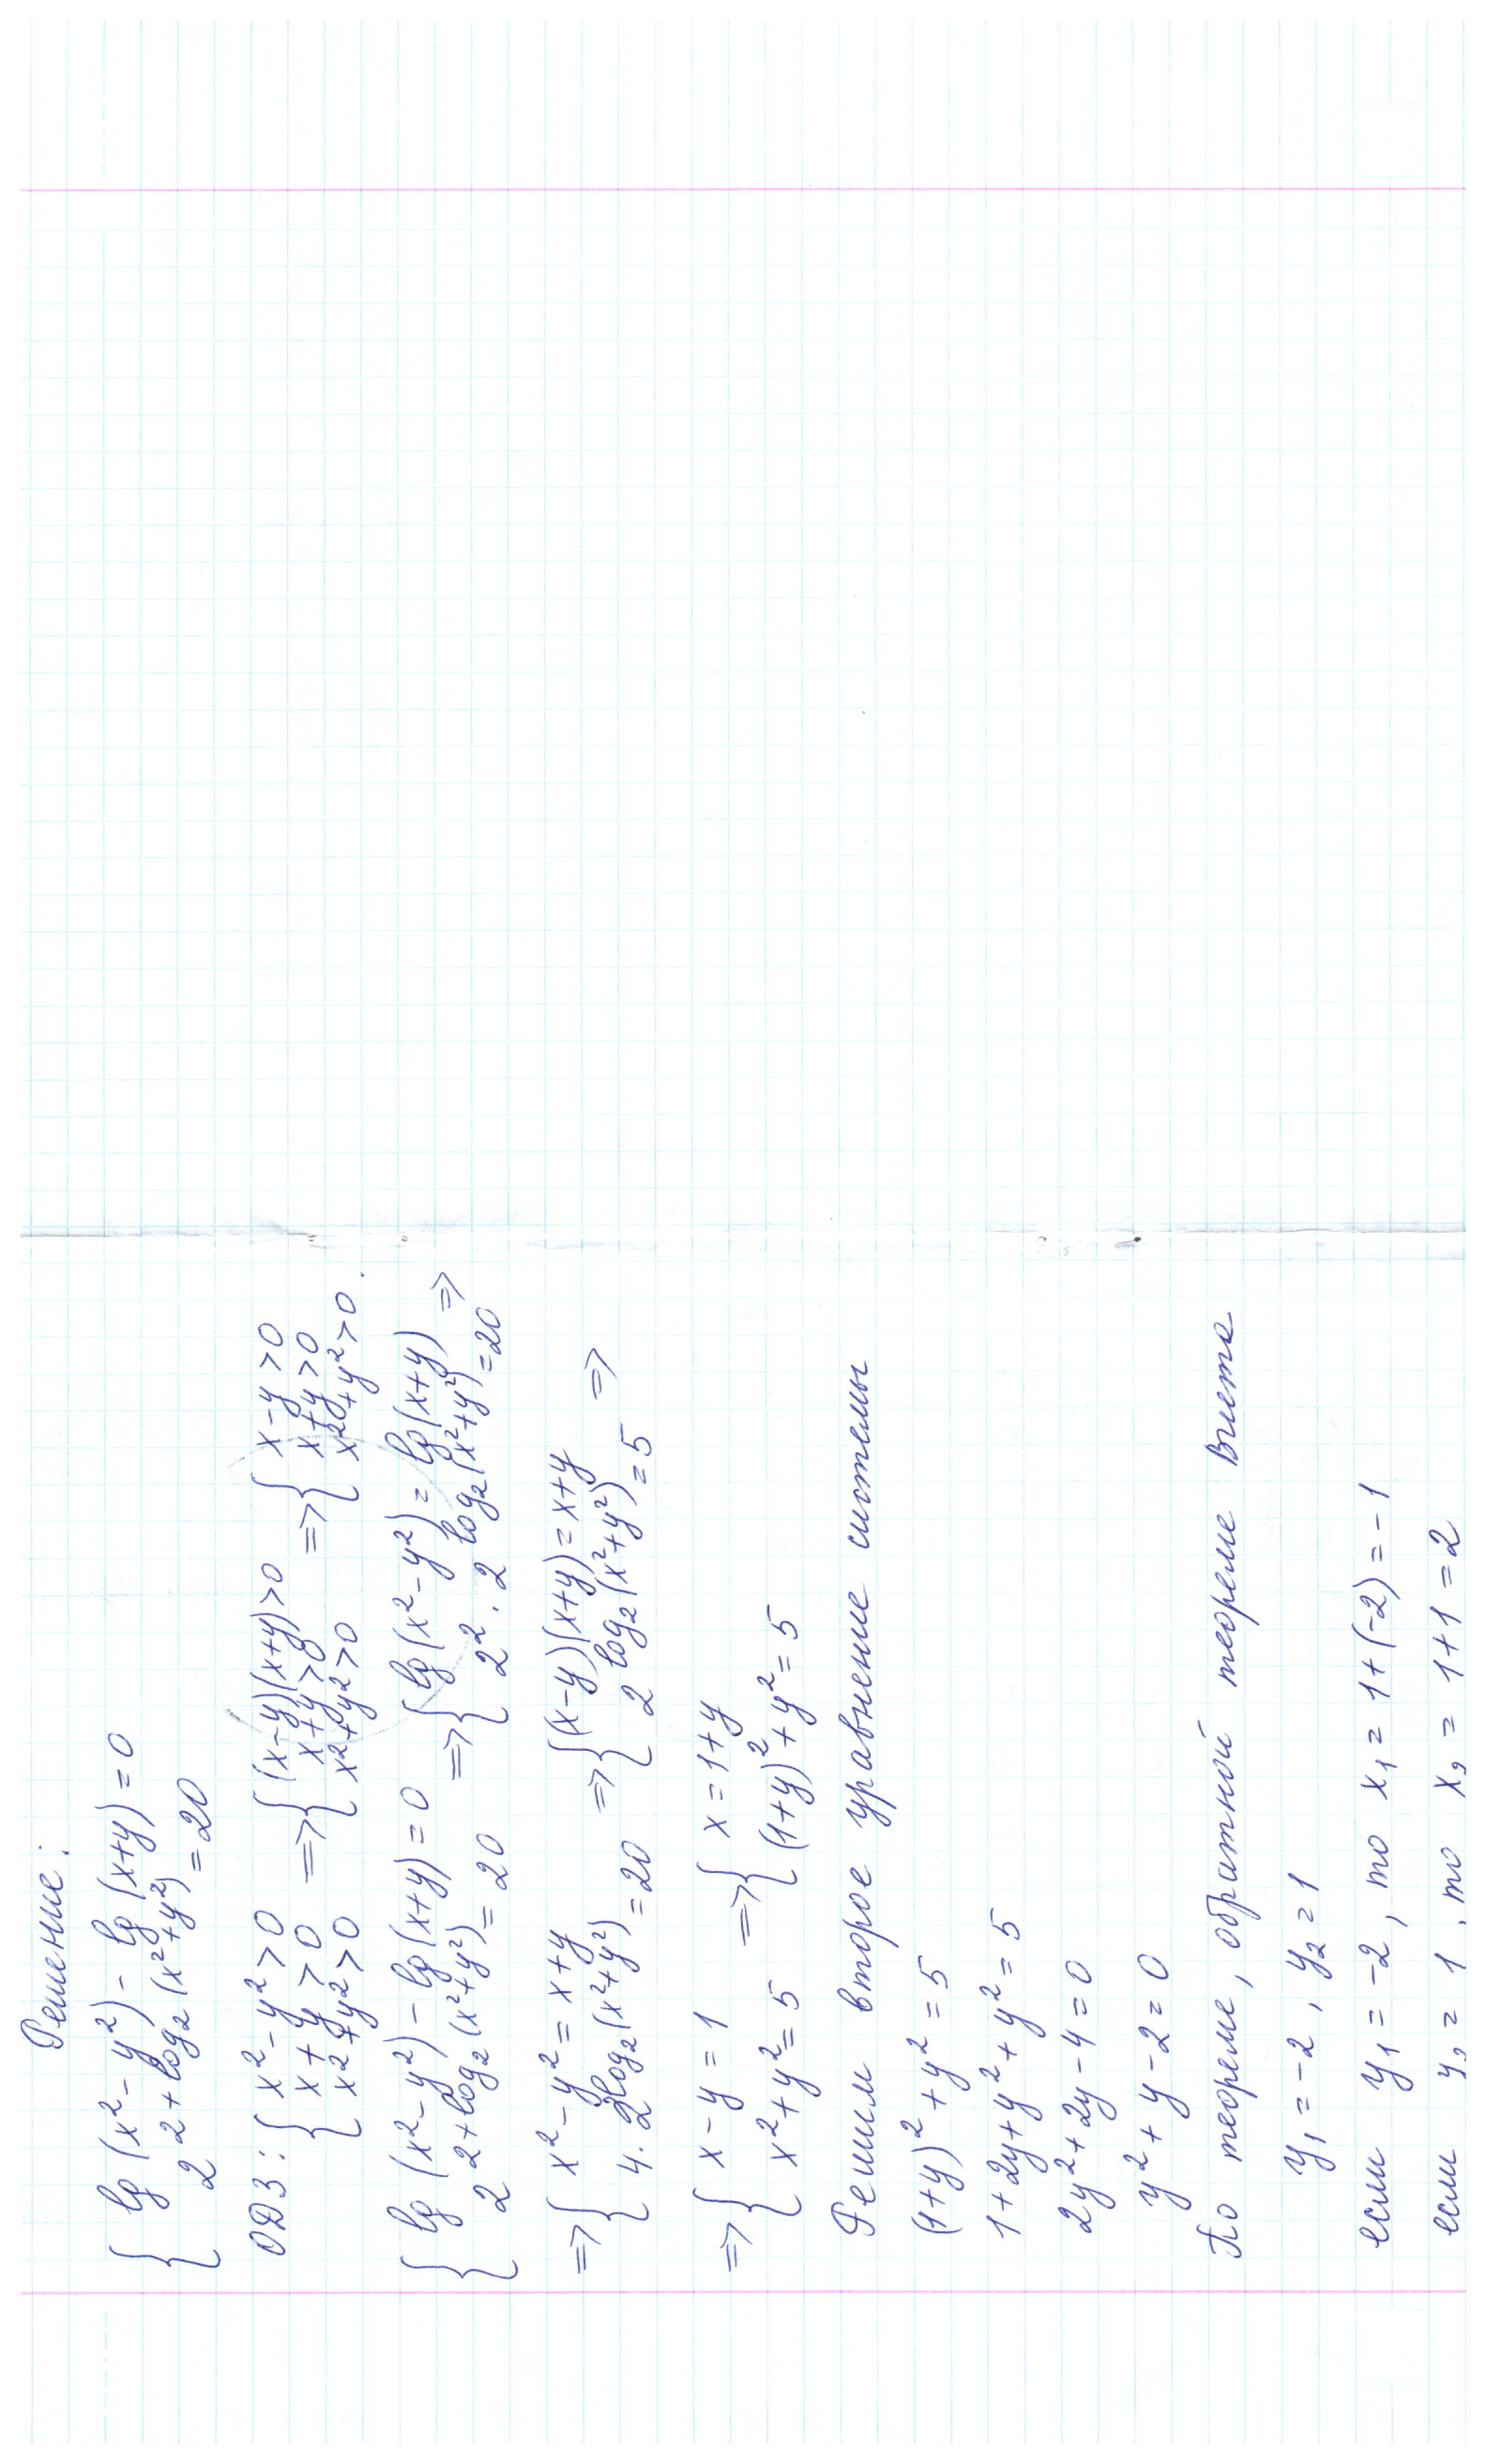 Решение:
{ lg(x²-y²) - lg(x+y) = 0
2^(2+log₂(x²+y²)) = 20
ОДЗ: { x²-y²>0 => { (x-y)(x+y)>0 => { x-y>0
x+y>0 x+y>0 x+y>0
x²+y²>0 x²+y²>0 x²+y²>0.
{ lg(x²-y²) - lg(x+y) = 0 => { lg(x²-y²) = lg(x+y) =>
2^(2+log₂(x²+y²)) = 20 2²·2^(log₂(x²+y²)) = 20
=> { x²-y² = x+y => { (x-y)(x+y) = x+y =>
4·2^(log₂(x²+y²)) = 20 2^(log₂(x²+y²)) = 5
=> { x-y = 1 => { x = 1+y
x²+y² = 5 (1+y)²+y² = 5
Решим второе уравнение системы
(1+y)²+y² = 5
1+2y+y²+y² = 5
2y²+2y-4 = 0
y²+y-2 = 0
По теореме, обратной теореме Виета
y₁ = -2, y₂ = 1
если y₁ = -2, то x₁ = 1+(-2) = -1
если y₂ = 1, то x₂ = 1+1 = 2